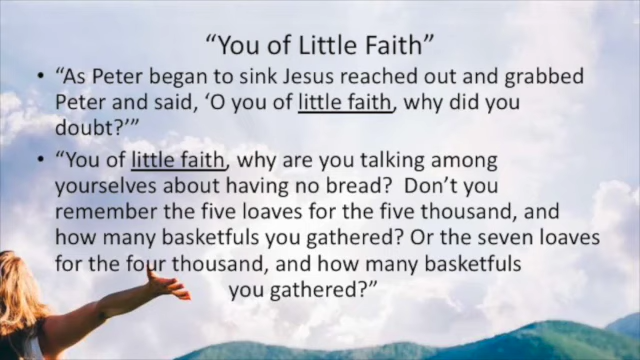 “You of Little Faith”
• “As Peter began to sink Jesus reached out and grabbed
Peter and said, ‘O you of little faith, why did you
doubt?’”
• “You of little faith, why are you talking among
yourselves about having no bread? Don’t you
remember the five loaves for the five thousand, and
how many basketfuls you gathered? Or the seven loaves
for the four thousand, and how many basketfuls
you gathered?”